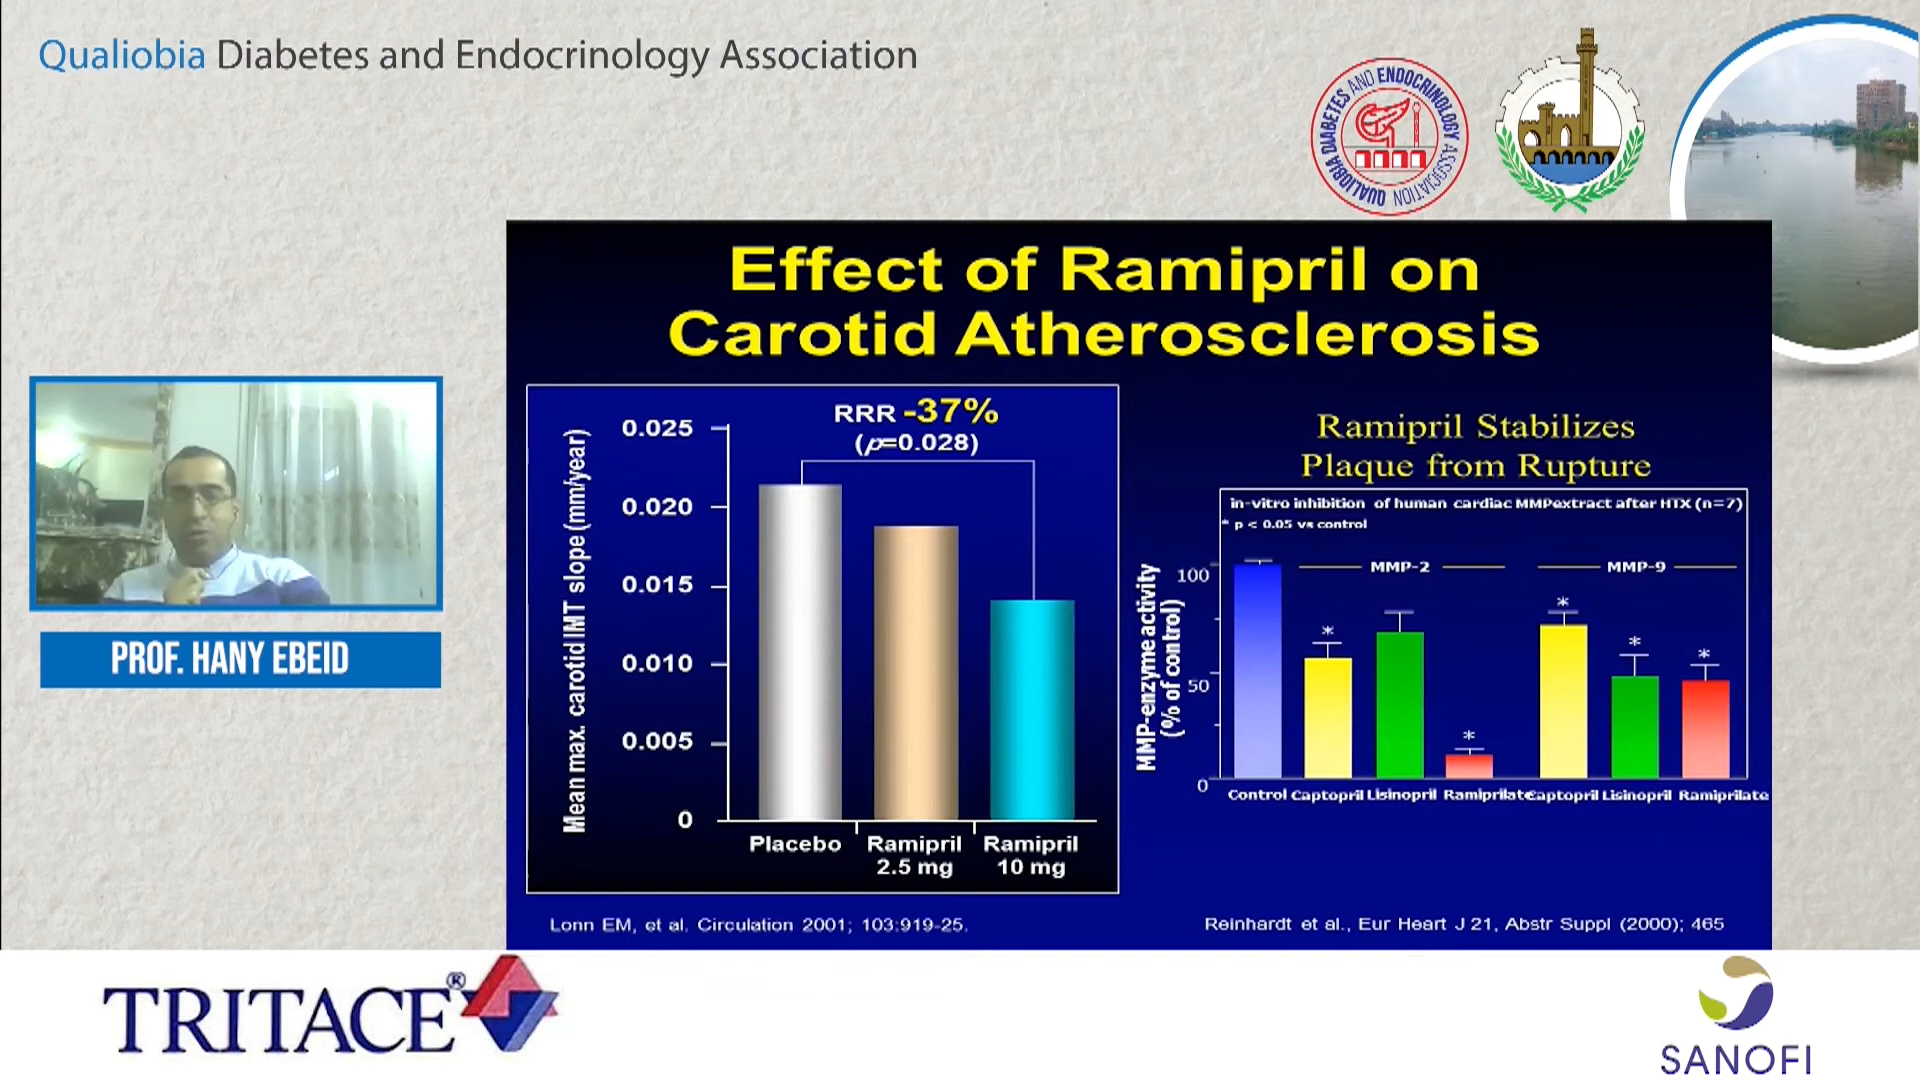 Qualiobia Diabetes and Endocrinology Association
QUALIOBIA DIABETES AND ENDOCRINOLOGY ASSOCIATION
Effect of Ramipril on
Carotid Atherosclerosis
RRR -37%
(p=0.028)
Mean max. carotid IMT slope (mm/year)
0.025
0.020
0.015
0.010
0.005
0
Placebo
Ramipril
2.5 mg
Ramipril
10 mg
Lonn EM, et al. Circulation 2001; 103:919-25.
Ramipril Stabilizes
Plaque from Rupture
in-vitro inhibition of human cardiac MMPextract after HTX (n=7)
* p < 0.05 vs control
MMP-enzyme activity
(% of control)
100
50
0
MMP-2
MMP-9
*
*
*
*
*
Control Captopril Lisinopril Ramiprilate Captopril Lisinopril Ramiprilate
Reinhardt et al., Eur Heart J 21, Abstr Suppl (2000); 465
PROF. HANY EBEID
TRITACE®
SANOFI